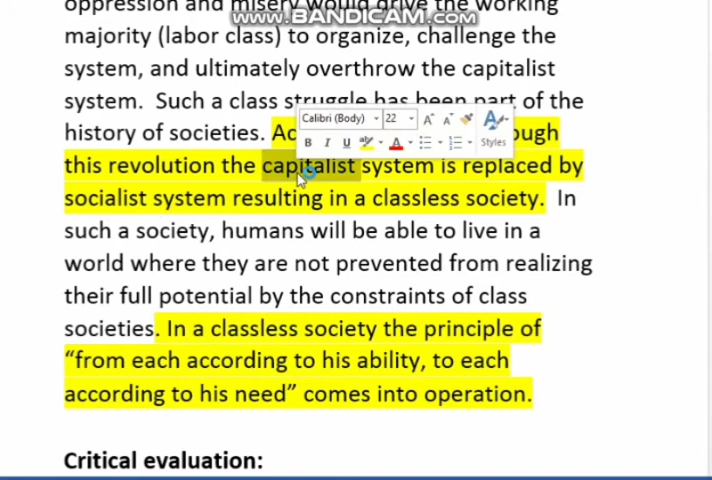 oppression and misery would drive the working
www.BANDICAM.com
majority (labor class) to organize, challenge the
system, and ultimately overthrow the capitalist
system. Such a class struggle has been part of the
Calibri (Body) 22 A A
history of societies. Ac ough
B I U ab A Styles
this revolution the capitalist system is replaced by
socialist system resulting in a classless society. In
such a society, humans will be able to live in a
world where they are not prevented from realizing
their full potential by the constraints of class
societies. In a classless society the principle of
“from each according to his ability, to each
according to his need” comes into operation.
Critical evaluation: